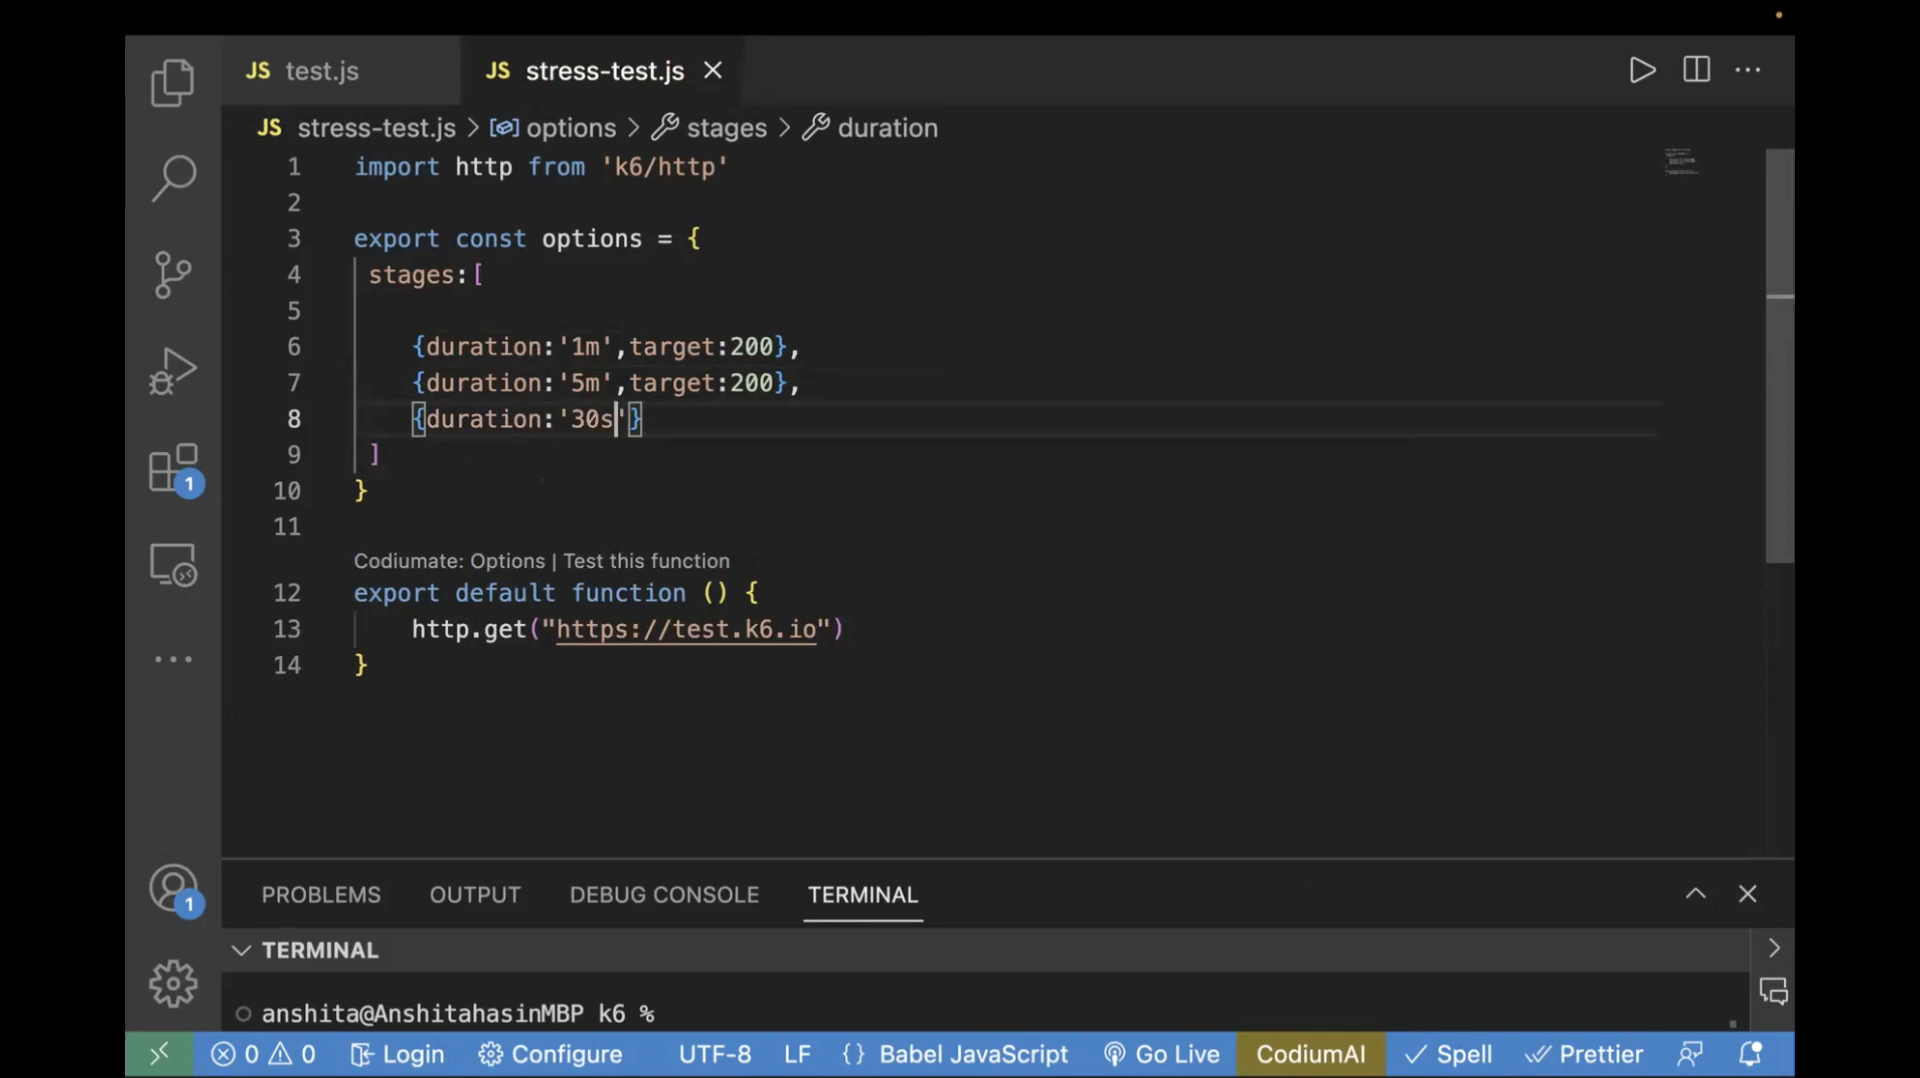 JS test.js JS stress-test.js
JS stress-test.js > options > stages > duration
1 import http from 'k6/http'
2
3 export const options = {
4 stages:[
5
6 {duration:'1m',target:200},
7 {duration:'5m',target:200},
8 {duration:'30s'}
9 ]
10 }
11
Codiumate: Options | Test this function
12 export default function () {
13 http.get("https://test.k6.io")
14 }
1
1
PROBLEMS OUTPUT DEBUG CONSOLE TERMINAL
TERMINAL
anshita@AnshitahasinMBP k6 %
0 0 Login Configure UTF-8 LF {} Babel JavaScript Go Live CodiumAI Spell Prettier